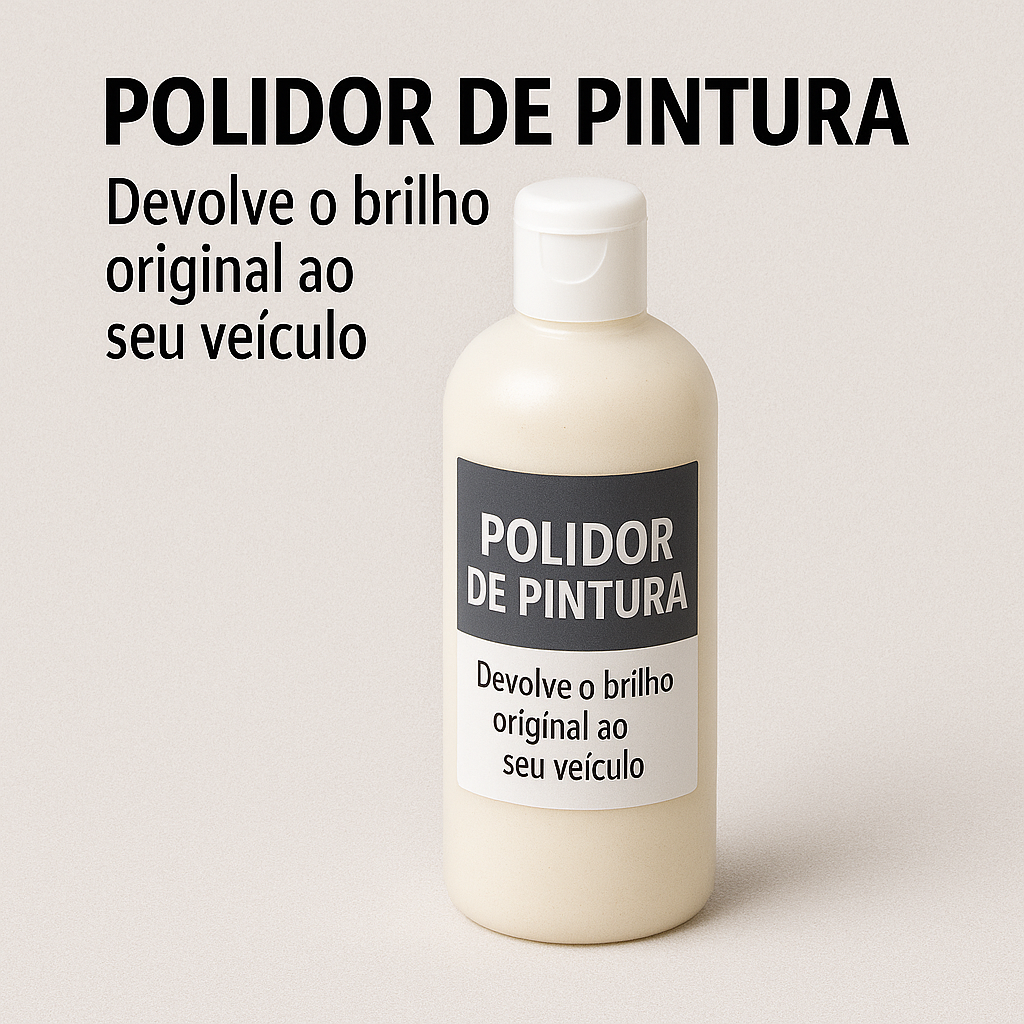 POLIDOR DE PINTURA
Devolve o brilho
original ao
seu veículo
POLIDOR
DE PINTURA
Devolve o brilho
original ao
seu veículo